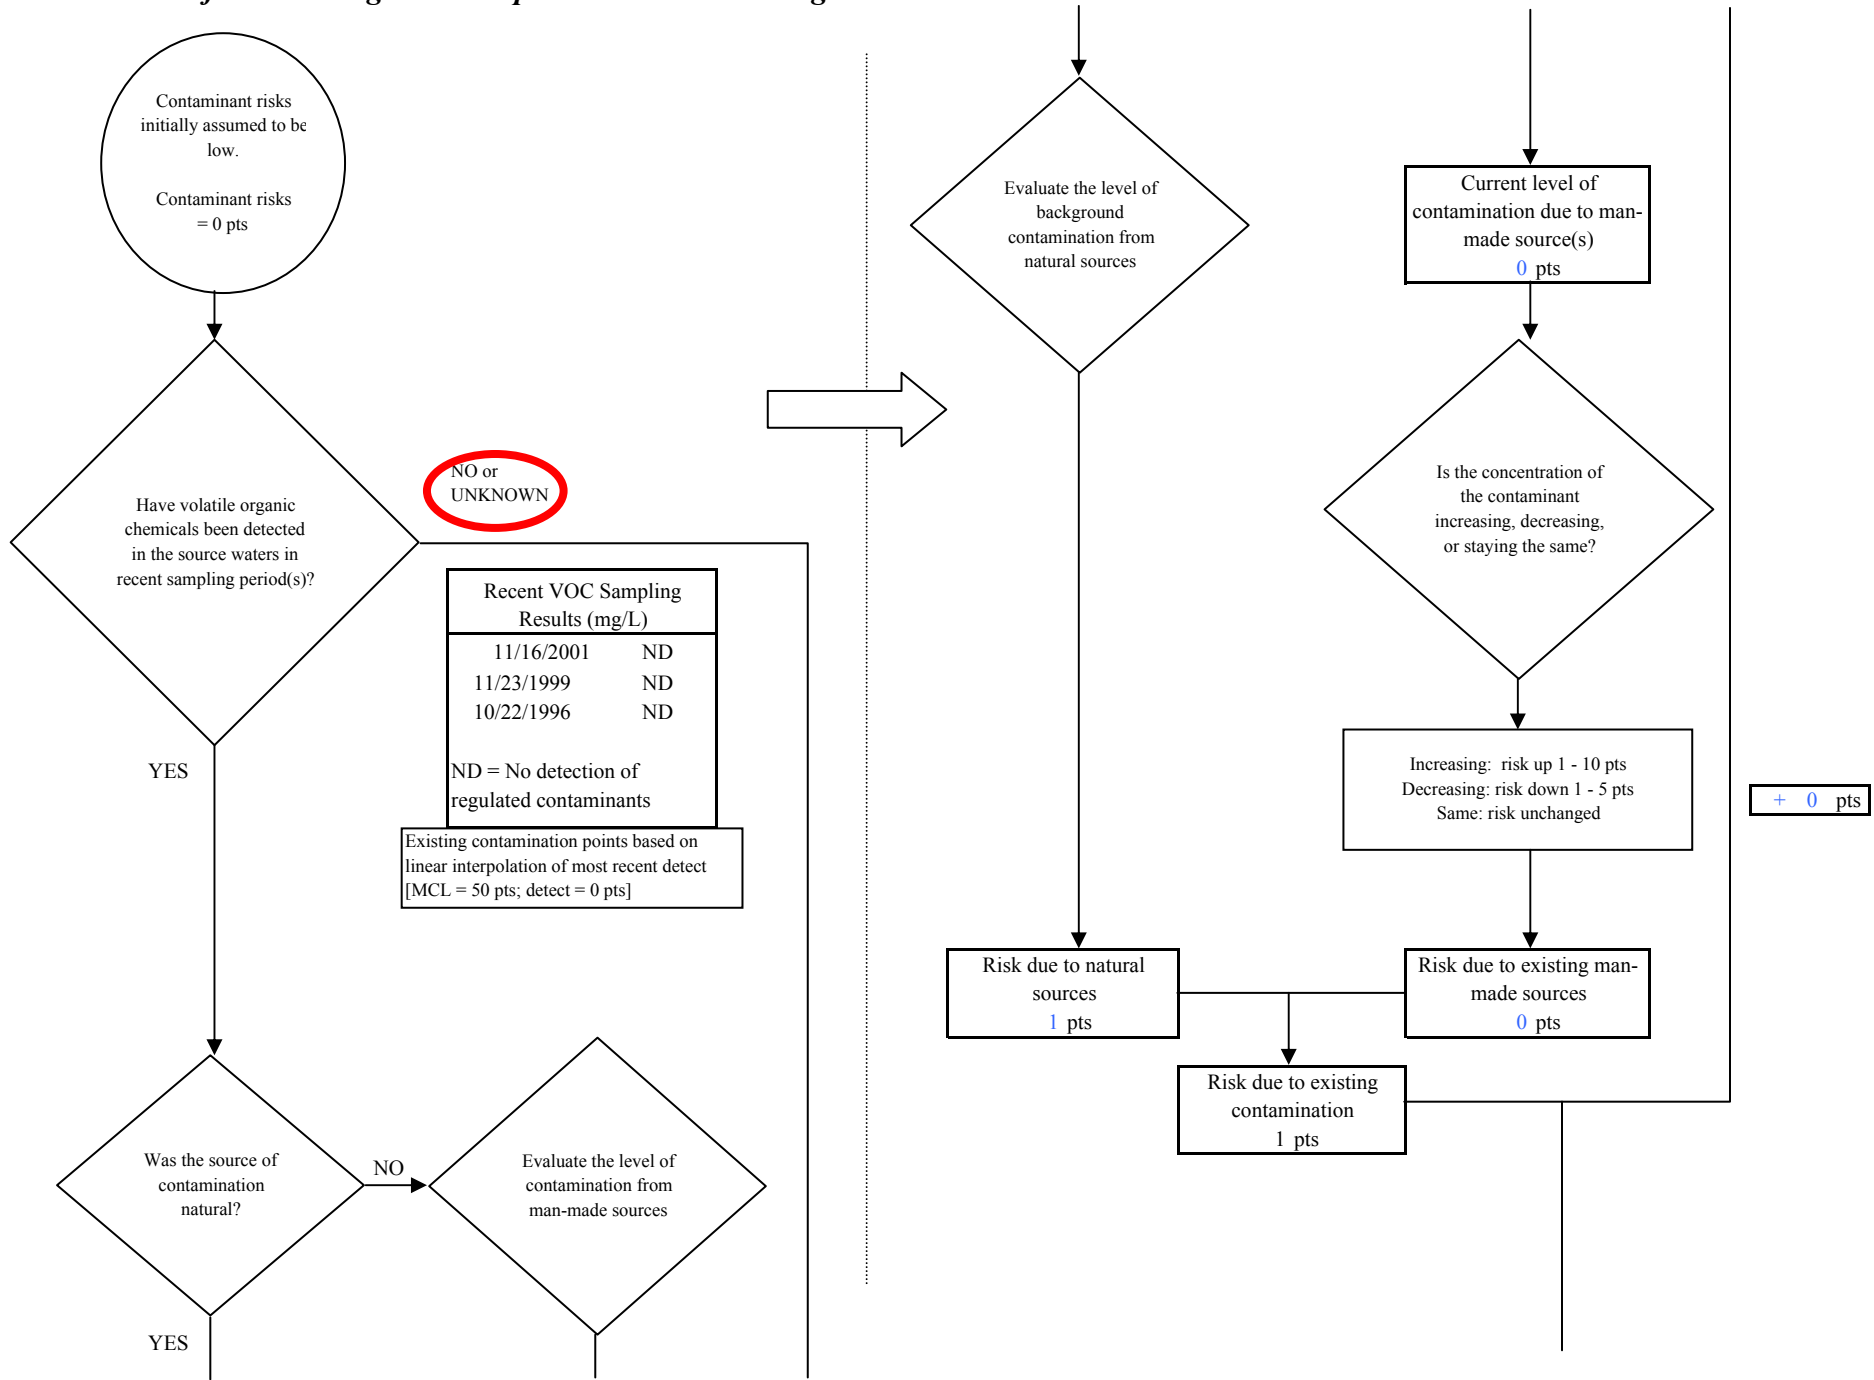 Contaminant risks
initially assumed to be
low.
Contaminant risks
= 0 pts
Have volatile organic
chemicals been detected
in the source waters in
recent sampling period(s)?
NO or
UNKNOWN
Recent VOC Sampling
Results (mg/L)
11/16/2001 ND
11/23/1999 ND
10/22/1996 ND
ND = No detection of
regulated contaminants
Existing contamination points based on
linear interpolation of most recent detect
[MCL = 50 pts; detect = 0 pts]
YES
Was the source of
contamination
natural?
NO
Evaluate the level of
contamination from
man-made sources
YES
Evaluate the level of
background
contamination from
natural sources
Current level of
contamination due to man-
made source(s)
0 pts
Is the concentration of
the contaminant
increasing, decreasing,
or staying the same?
Increasing: risk up 1 - 10 pts
Decreasing: risk down 1 - 5 pts
Same: risk unchanged
+ 0 pts
Risk due to natural
sources
1 pts
Risk due to existing man-
made sources
0 pts
Risk due to existing
contamination
1 pts